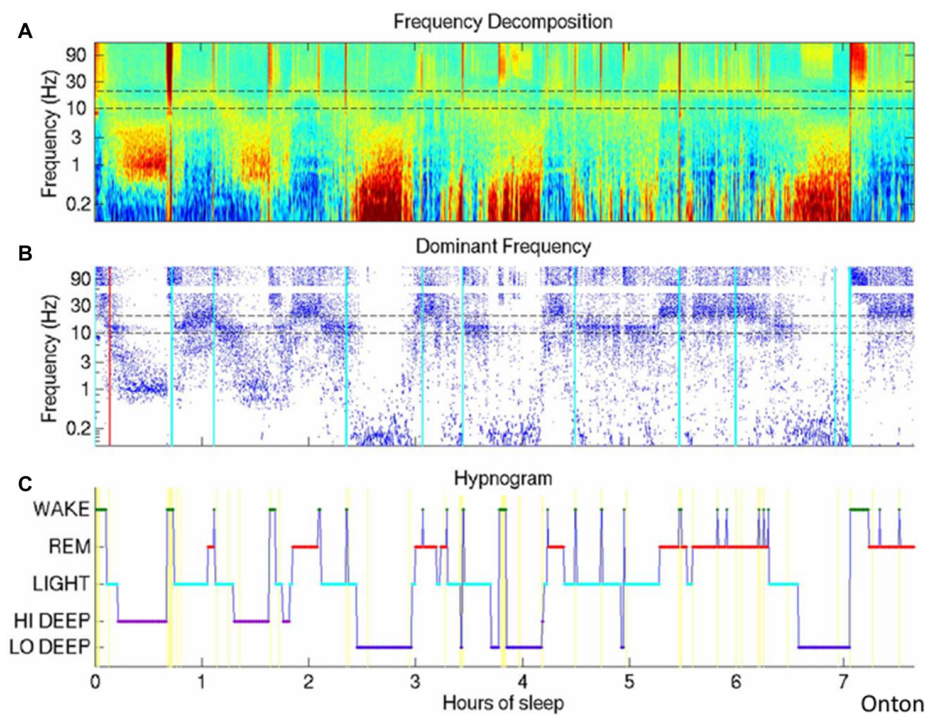 A
Frequency Decomposition
Frequency (Hz)
90
30
10
3
1
0.2
B
Dominant Frequency
Frequency (Hz)
90
30
10
3
1
0.2
C
Hypnogram
WAKE
REM
LIGHT
HI DEEP
LO DEEP
0 1 2 3 4 5 6 7
Hours of sleep
Onton